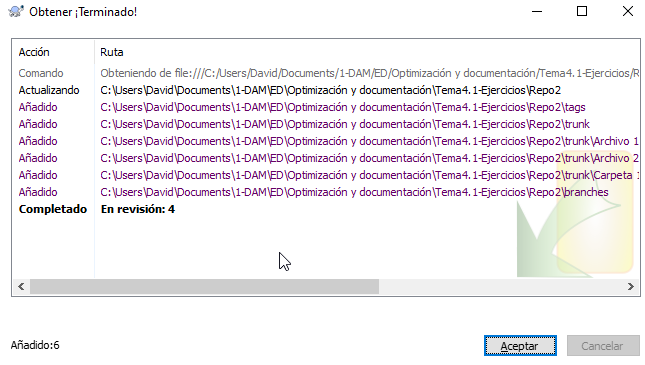 Obtener ¡Terminado!
Acción Ruta
Comando Obteniendo de file:///C:/Users/David/Documents/1-DAM/ED/Optimización y documentación/Tema4.1-Ejercicios/R
Actualizando C:\Users\David\Documents\1-DAM\ED\Optimización y documentación\Tema4.1-Ejercicios\Repo2
Añadido C:\Users\David\Documents\1-DAM\ED\Optimización y documentación\Tema4.1-Ejercicios\Repo2\tags
Añadido C:\Users\David\Documents\1-DAM\ED\Optimización y documentación\Tema4.1-Ejercicios\Repo2\trunk
Añadido C:\Users\David\Documents\1-DAM\ED\Optimización y documentación\Tema4.1-Ejercicios\Repo2\trunk\Archivo 1
Añadido C:\Users\David\Documents\1-DAM\ED\Optimización y documentación\Tema4.1-Ejercicios\Repo2\trunk\Archivo 2
Añadido C:\Users\David\Documents\1-DAM\ED\Optimización y documentación\Tema4.1-Ejercicios\Repo2\trunk\Carpeta 1
Añadido C:\Users\David\Documents\1-DAM\ED\Optimización y documentación\Tema4.1-Ejercicios\Repo2\branches
Completado En revisión: 4
Añadido:6 Aceptar Cancelar